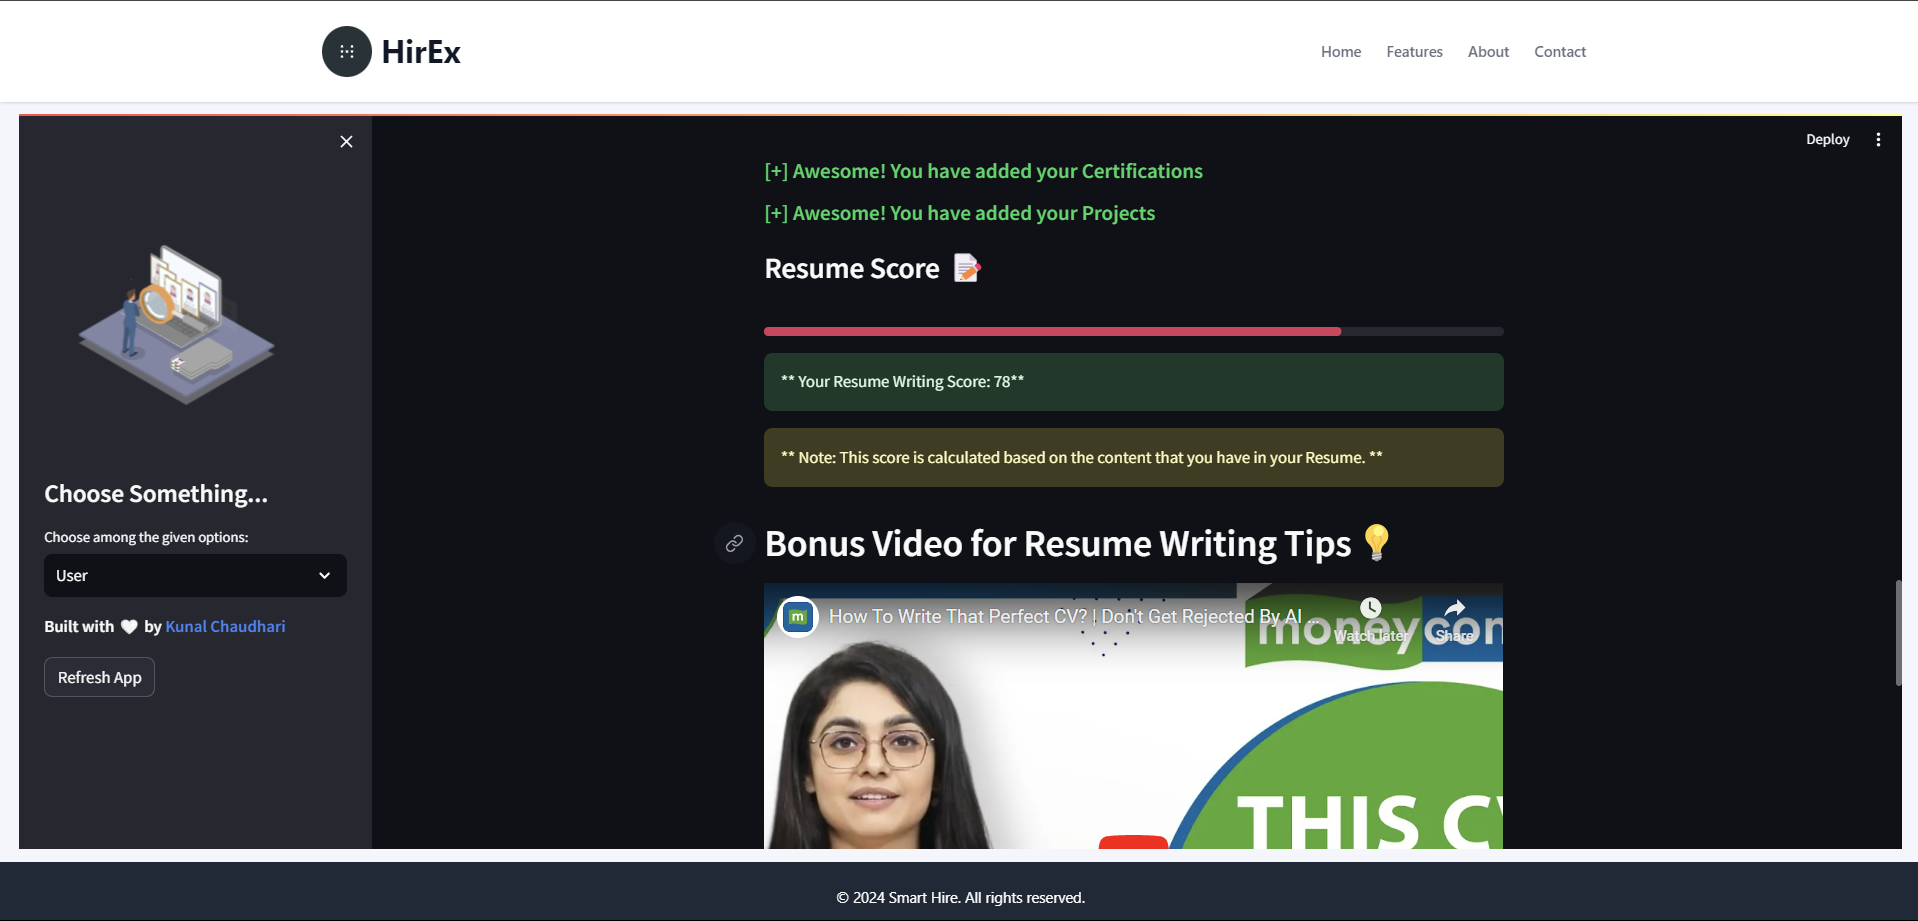 HirEx
Home Features About Contact
Deploy
[+] Awesome! You have added your Certifications
[+] Awesome! You have added your Projects
Resume Score 📝
** Your Resume Writing Score: 78**
** Note: This score is calculated based on the content that you have in your Resume. **
Choose Something...
Choose among the given options:
User
Built with 🤍 by Kunal Chaudhari
Refresh App
Bonus Video for Resume Writing Tips 💡
m
How To Write That Perfect CV? | Don't Get Rejected By AI ...
Watch later
Share
moneycon
THIS CV
© 2024 Smart Hire. All rights reserved.